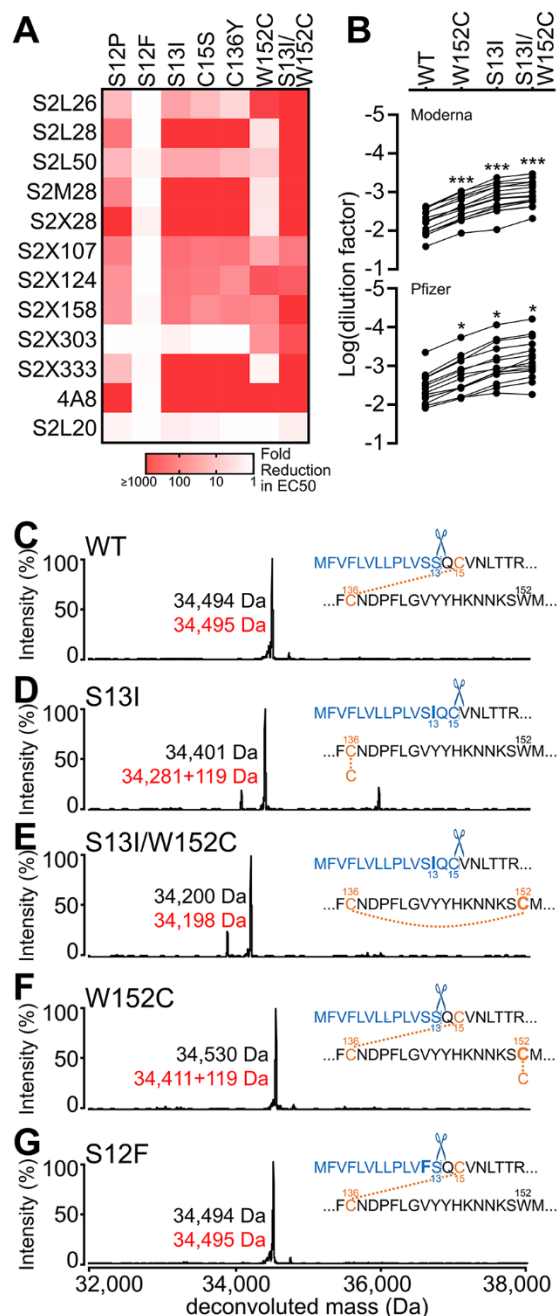 A
S12P
S12F
S13I
C15S
C136Y
W152C
S13I/
W152C
S2L26
S2L28
S2L50
S2M28
S2X28
S2X107
S2X124
S2X158
S2X303
S2X333
4A8
S2L20
≥1000 100 10 1
Fold
Reduction
in EC50
B
WT
W152C
S13I
S13I/
W152C
Log(dilution factor)
-5
-4
-3
-2
-1
Moderna
*** *** ***
-5
-4
-3
-2
-1
Pfizer
* * *
C
WT
Intensity (%)
100
50
0
34,494 Da
34,495 Da
MFVFLVLLPLVSSQCVNLTTR...
13 15
136 152
...FCNDPFLGVYYHKNNKSWM...
D
S13I
Intensity (%)
100
50
0
34,401 Da
34,281+119 Da
MFVFLVLLPLVSIQCVNLTTR...
13 15
136 152
...FCNDPFLGVYYHKNNKSWM...
C
E
S13I/W152C
Intensity (%)
100
50
0
34,200 Da
34,198 Da
MFVFLVLLPLVSIQCVNLTTR...
13 15
136 152
...FCNDPFLGVYYHKNNKSCM...
F
W152C
Intensity (%)
100
50
0
34,530 Da
34,411+119 Da
MFVFLVLLPLVSSQCVNLTTR...
13 15
136 152
...FCNDPFLGVYYHKNNKSCM...
C
G
S12F
Intensity (%)
100
50
0
34,494 Da
34,495 Da
MFVFLVLLPLVFSQCVNLTTR...
13 15
136 152
...FCNDPFLGVYYHKNNKSWM...
32,000 34,000 36,000 38,000
deconvoluted mass (Da)